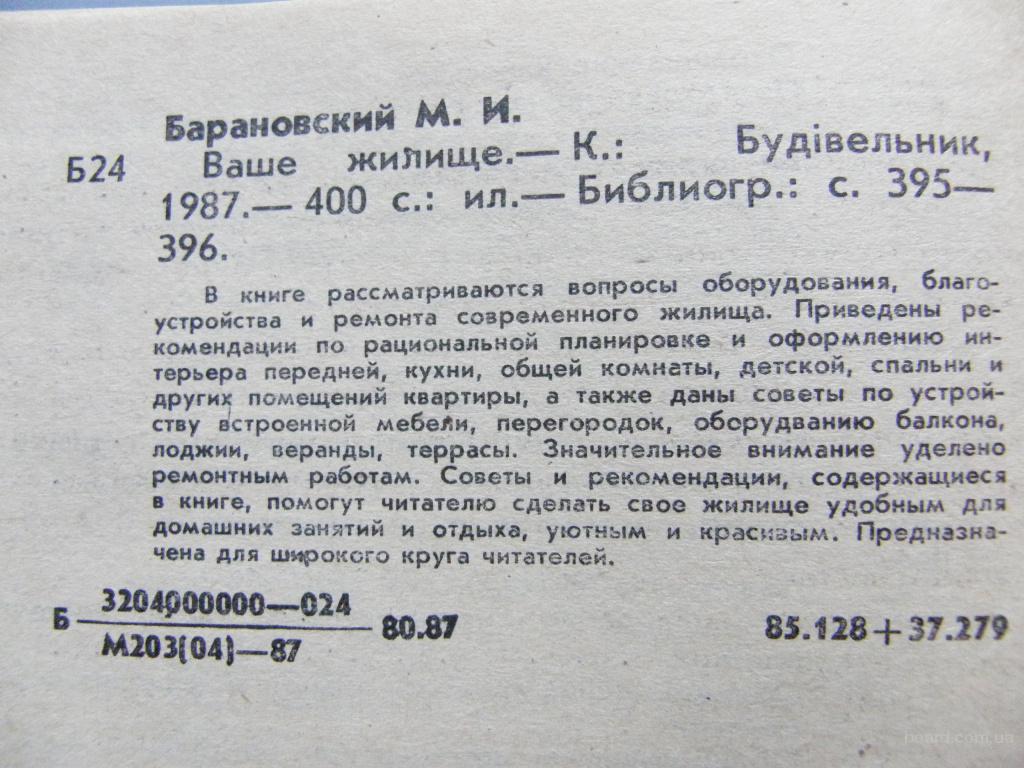 Барановский М. И.
Б24 Ваше жилище.— К.: Будівельник,
1987.— 400 с.: ил.— Библиогр.: с. 395—
396.
В книге рассматриваются вопросы оборудования, благо-
устройства и ремонта современного жилища. Приведены ре-
комендации по рациональной планировке и оформлению ин-
терьера передней, кухни, общей комнаты, детской, спальни и
других помещений квартиры, а также даны советы по устрой-
ству встроенной мебели, перегородок, оборудванию балкона,
лоджии, веранды, террасы. Значительное внимание уделено
ремонтным работам. Советы и рекомендации, содержащиеся
в книге, помогут читателю сделать свое жилище удобным для
домашних занятий и отдыха, уютным и красивым. Предназна-
чена для широкого круга читателей.
Б 3204000000—024
М203(04)—87 80.87 85.128+37.279
board.com.ua